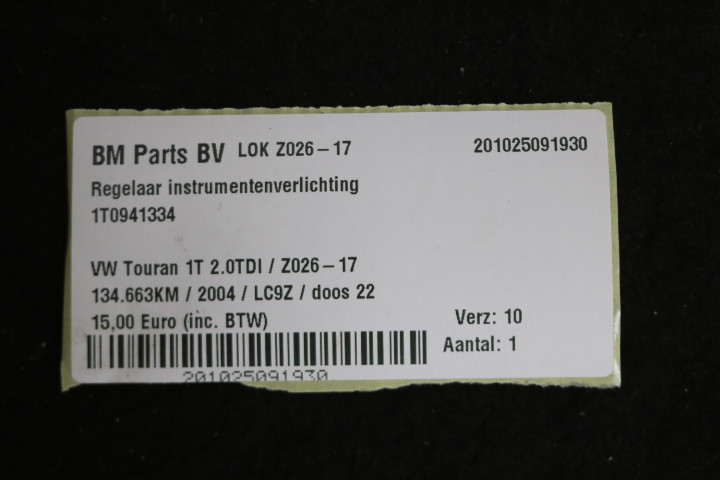 BM Parts BV LOK Z026-17 201025091930
Regelaar instrumentenverlichting
1T0941334
VW Touran 1T 2.0TDI / Z026-17
134.663KM / 2004 / LC9Z / doos 22
15,00 Euro (inc. BTW) Verz: 10
Aantal: 1
201025091930